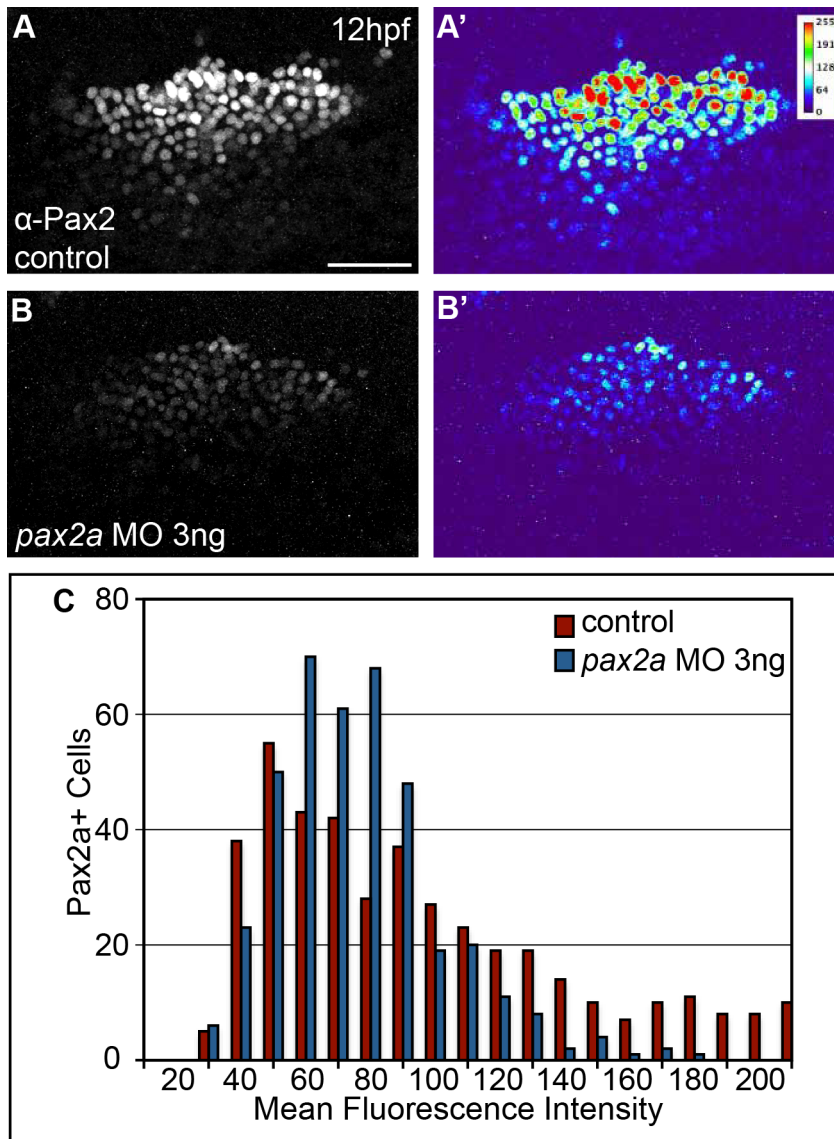 A
12hpf
α-Pax2
control
A’
255
191
128
64
0
B
pax2a MO 3ng
B’
C
control
pax2a MO 3ng
Pax2a+ Cells
80
60
40
20
0
20 40 60 80 100 120 140 160 180 200
Mean Fluorescence Intensity